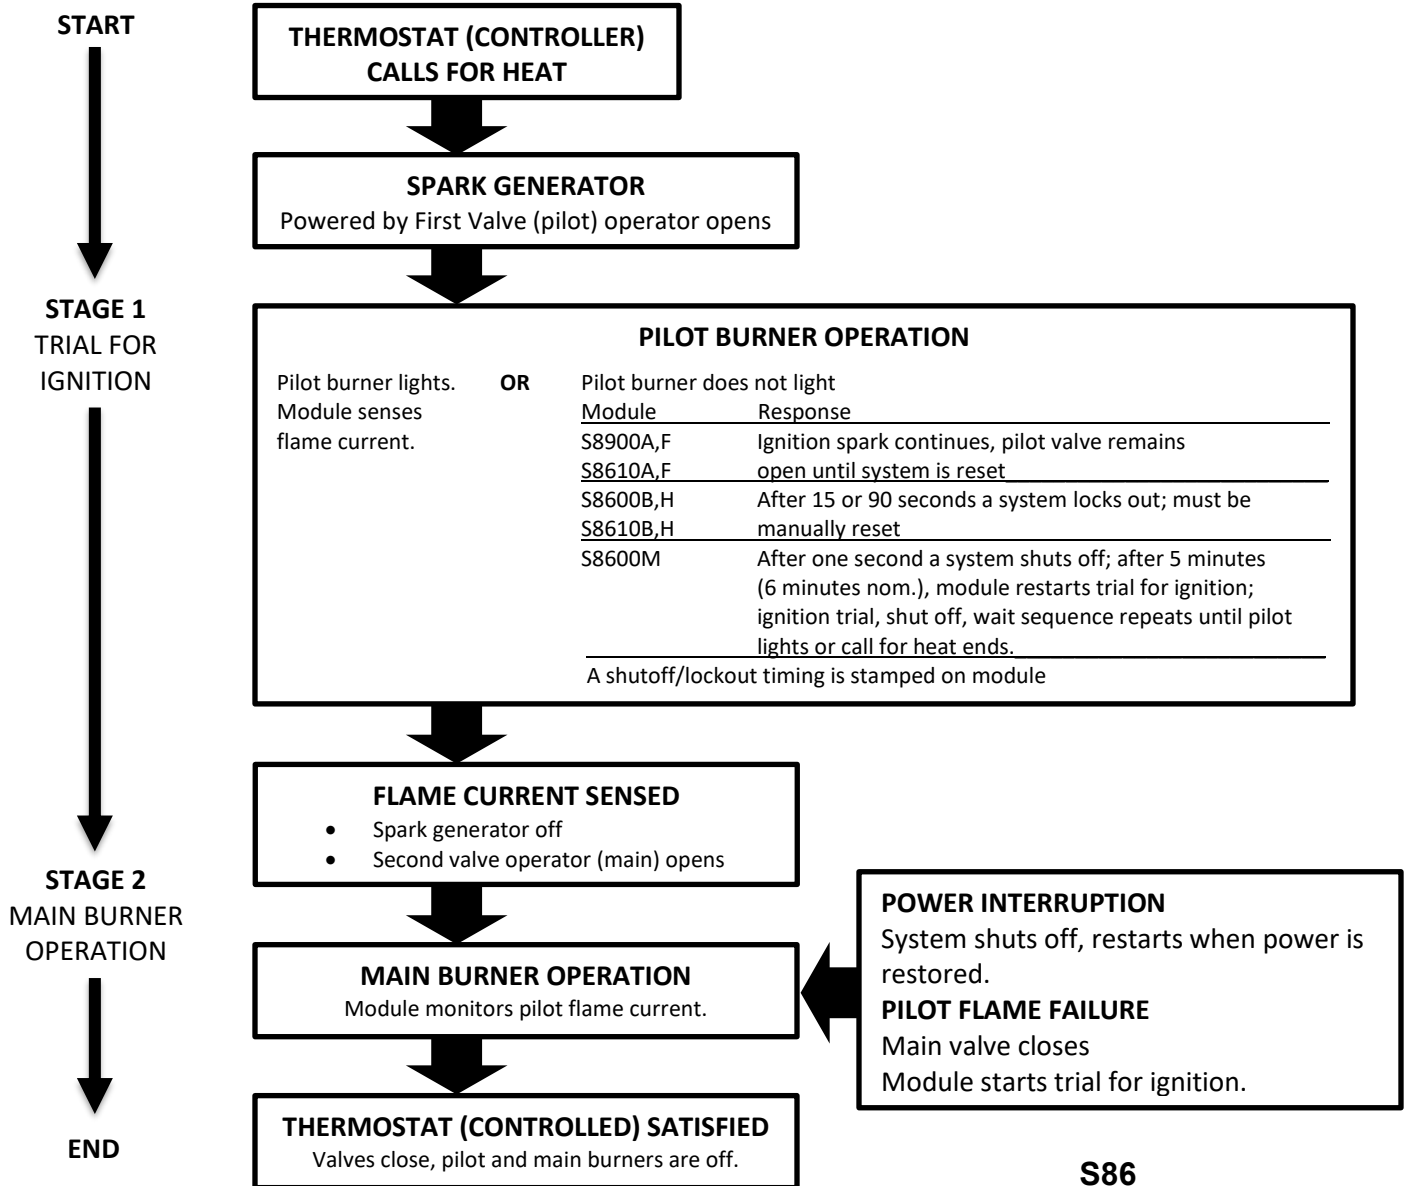 START
THERMOSTAT (CONTROLLER)
CALLS FOR HEAT
SPARK GENERATOR
Powered by First Valve (pilot) operator opens
STAGE 1
TRIAL FOR
IGNITION
PILOT BURNER OPERATION
Pilot burner lights. OR Pilot burner does not light
Module senses Module Response
flame current. S8900A,F Ignition spark continues, pilot valve remains
S8610A,F open until system is reset
S8600B,H After 15 or 90 seconds a system locks out; must be
S8610B,H manually reset
S8600M After one second a system shuts off; after 5 minutes
(6 minutes nom.), module restarts trial for ignition;
ignition trial, shut off, wait sequence repeats until pilot
lights or call for heat ends.
A shutoff/lockout timing is stamped on module
FLAME CURRENT SENSED
• Spark generator off
• Second valve operator (main) opens
STAGE 2
MAIN BURNER
OPERATION
MAIN BURNER OPERATION
Module monitors pilot flame current.
POWER INTERRUPTION
System shuts off, restarts when power is
restored.
PILOT FLAME FAILURE
Main valve closes
Module starts trial for ignition.
THERMOSTAT (CONTROLLED) SATISFIED
Valves close, pilot and main burners are off.
END
S86